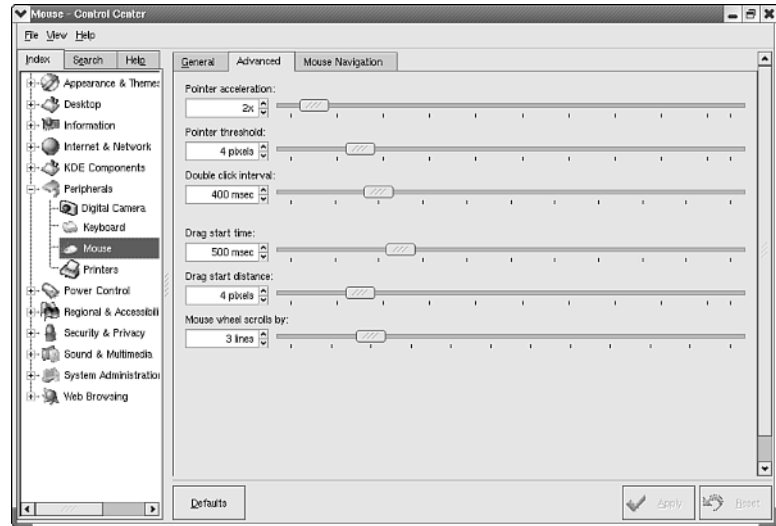 Mouse - Control Center
File View Help
Index Search Help
Appearance & Themes
Desktop
Information
Internet & Network
KDE Components
Peripherals
Digital Camera
Keyboard
Mouse
Printers
Power Control
Regional & Accessibili
Security & Privacy
Sound & Multimedia
System Administration
Web Browsing
General Advanced Mouse Navigation
Pointer acceleration:
2x
Pointer threshold:
4 pixels
Double click interval:
400 msec
Drag start time:
500 msec
Drag start distance:
4 pixels
Mouse wheel scrolls by:
3 lines
Defaults Apply Reset